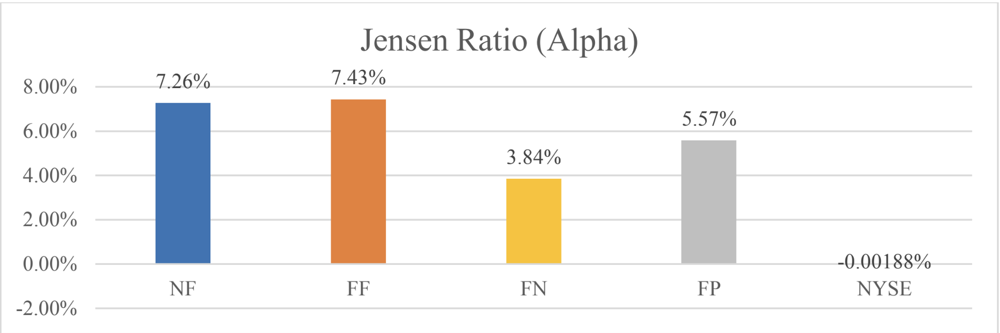 Jensen Ratio (Alpha)
8.00%
6.00%
4.00%
2.00%
0.00%
-2.00%
7.26%
7.43%
3.84%
5.57%
-0.00188%
NF
FF
FN
FP
NYSE